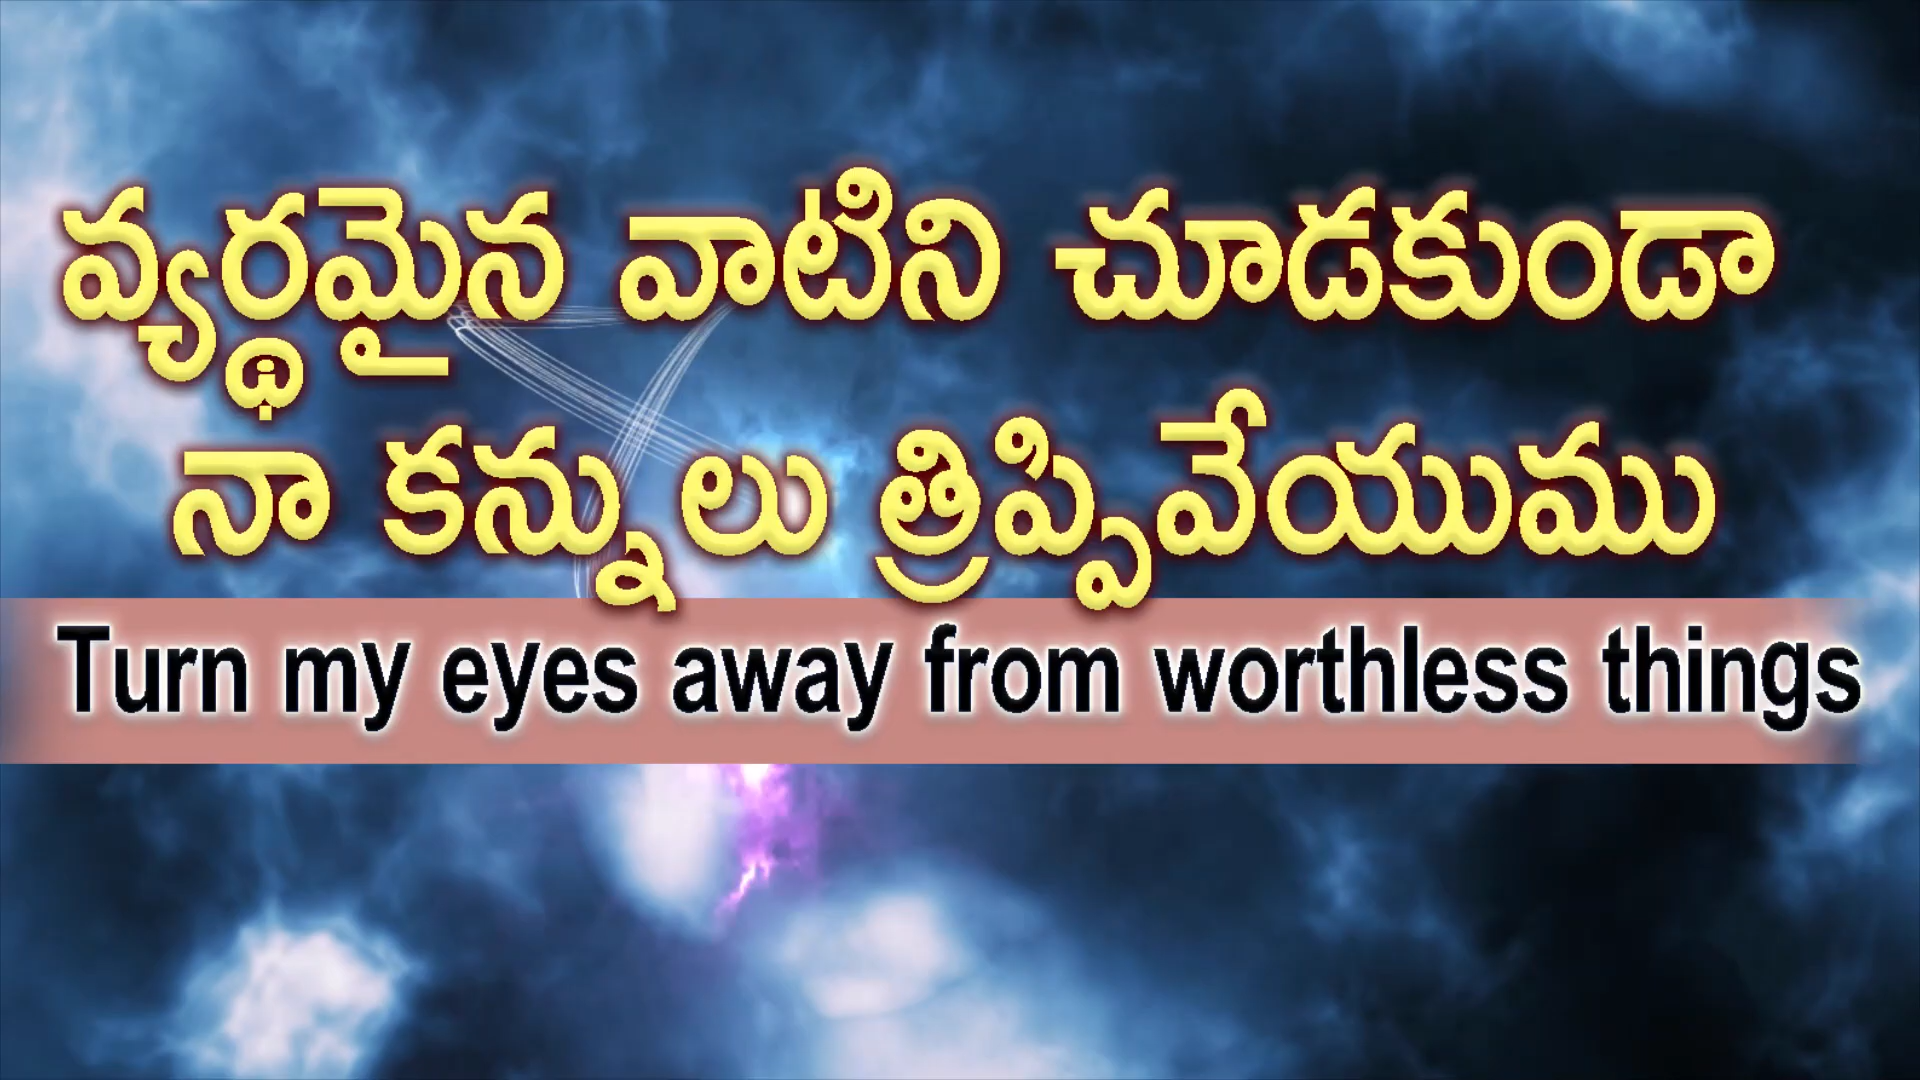 వ్యర్థమైన వాటిని చూడకుండా
నా కన్నులు త్రిప్పివేయుము
Turn my eyes away from worthless things